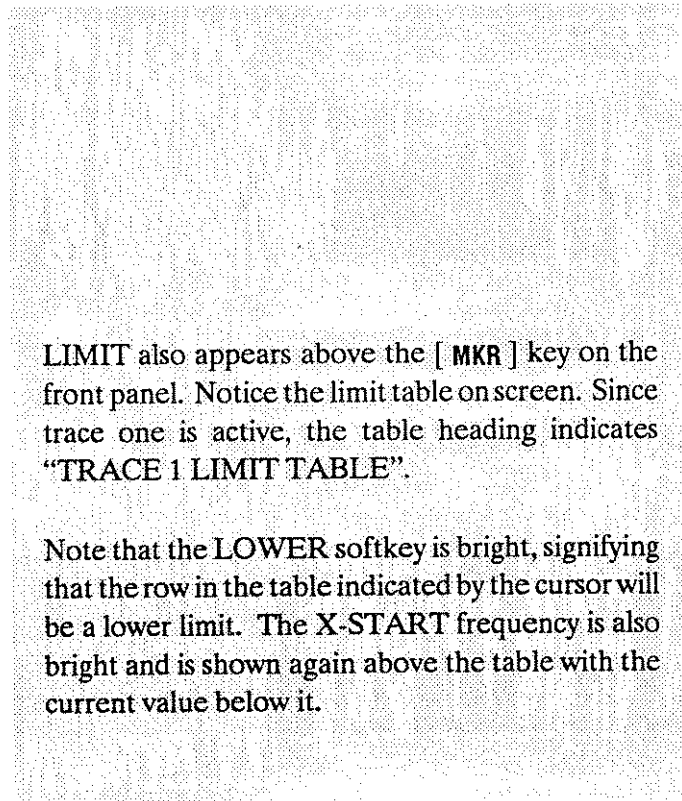 LIMIT also appears above the [ MKR ] key on the
front panel. Notice the limit table on screen. Since
trace one is active, the table heading indicates
“TRACE 1 LIMIT TABLE”.
Note that the LOWER softkey is bright, signifying
that the row in the table indicated by the cursor will
be a lower limit. The X-START frequency is also
bright and is shown again above the table with the
current value below it.